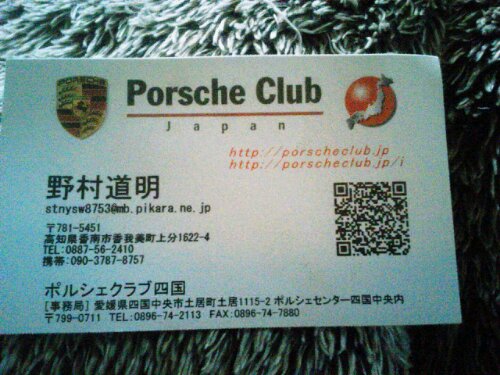 PORSCHE
Porsche Club
Japan
http://porscheclub.jp
http://porscheclub.jp/i
野村道明
stnysw8753@mb.pikara.ne.jp
〒781-5451
高知県香南市香我美町上分1622-4
TEL:0887-56-2410
携帯:090-3787-8757
ポルシェクラブ四国
[事務局] 愛媛県四国中央市土居町土居1115-2 ポルシェセンター四国中央内
〒799-0711 TEL:0896-74-2113 FAX:0896-74-7880